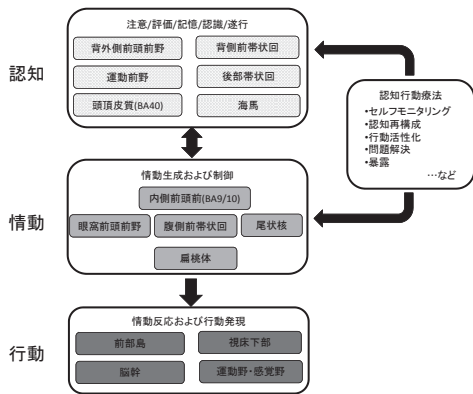 注意/評価/記憶/認識/遂行
背外側前頭前野
背側前帯状回
認知
運動前野
後部帯状回
頭頂皮質(BA40)
海馬
認知行動療法
•セルフモニタリング
•認知再構成
•行動活性化
•問題解決
•暴露
…など
情動生成および制御
内側前頭前(BA9/10)
情動
眼窩前頭前野
腹側前帯状回
尾状核
扁桃体
情動反応および行動発現
前部島
視床下部
行動
脳幹
運動野・感覚野